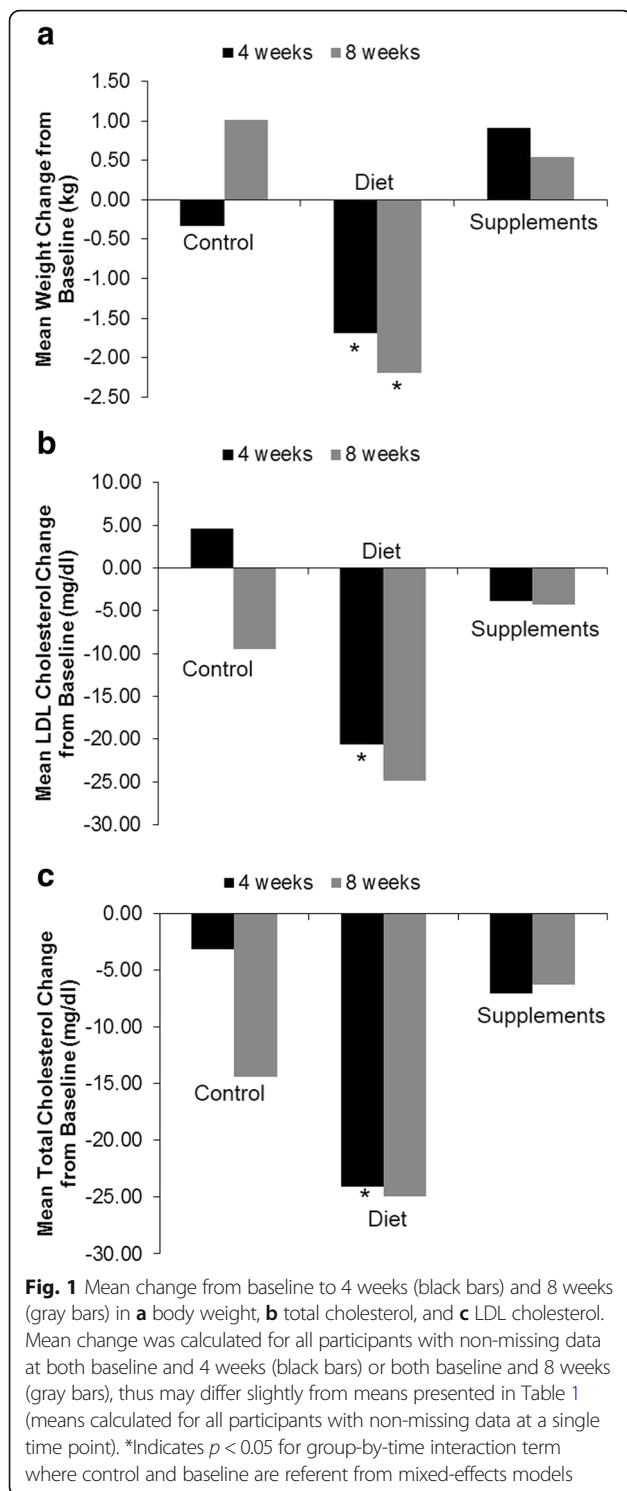 a
4 weeks 8 weeks
Mean Weight Change from
Baseline (kg)
1.50
1.00
0.50
0.00
-0.50
-1.00
-1.50
-2.00
-2.50
Control
Diet
*
*
Supplements
b
4 weeks 8 weeks
Mean LDL Cholesterol Change
from Baseline (mg/dl)
10.00
5.00
0.00
-5.00
-10.00
-15.00
-20.00
-25.00
-30.00
Control
Diet
*
Supplements
c
4 weeks 8 weeks
Mean Total Cholesterol Change
from Baseline (mg/dl)
0.00
-5.00
-10.00
-15.00
-20.00
-25.00
-30.00
Control
*
Diet
Supplements
Fig. 1 Mean change from baseline to 4 weeks (black bars) and 8 weeks
(gray bars) in a body weight, b total cholesterol, and c LDL cholesterol.
Mean change was calculated for all participants with non-missing data
at both baseline and 4 weeks (black bars) or both baseline and 8 weeks
(gray bars), thus may differ slightly from means presented in Table 1
(means calculated for all participants with non-missing data at a single
time point). *Indicates p < 0.05 for group-by-time interaction term
where control and baseline are referent from mixed-effects models